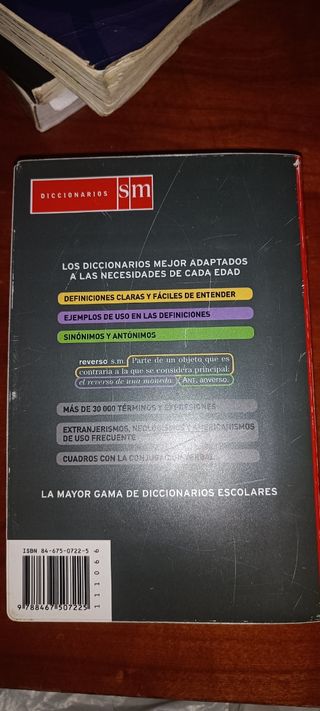 DICCIONARIOS sm
LOS DICCIONARIOS MEJOR ADAPTADOS
A LAS NECESIDADES DE CADA EDAD
DEFINICIONES CLARAS Y FÁCILES DE ENTENDER
EJEMPLOS DE USO EN LAS DEFINICIONES
SINÓNIMOS Y ANTÓNIMOS
reverso s.m. Parte de un objeto que es
contraria a la que se considera principal:
el reverso de una moneda. ANT. anverso.
MÁS DE 30 000 TÉRMINOS Y EXPRESIONES
EXTRANJERISMOS, NEOLOGISMOS Y AMERICANISMOS
DE USO FRECUENTE
CUADROS CON LA CONJUGACIÓN VERBAL
LA MAYOR GAMA DE DICCIONARIOS ESCOLARES
ISBN 84-675-0722-5
9 788467 507225
111066